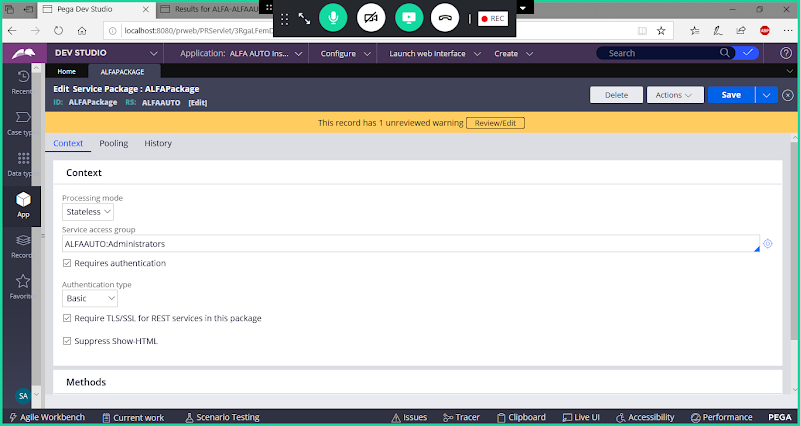 Pega Dev Studio
Results for ALFA-ALFAAU
REC
localhost:8080/prweb/PRServlet/3RgaLFemD
ABP
DEV STUDIO
Application: ALFA AUTO Ins...
Configure
Launch web interface
Create
Search
Home
ALFAPACKAGE
Recen
Case typ
Data typ
App
Record
Favorit
SA
Edit Service Package : ALFAPackage
ID: ALFAPackage RS: ALFAAUTO [Edit]
Delete
Actions
Save
This record has 1 unreviewed warning
Review/Edit
Context
Pooling
History
Context
Processing mode
Stateless
Service access group
ALFAAUTO:Administrators
Requires authentication
Authentication type
Basic
Require TLS/SSL for REST services in this package
Suppress Show-HTML
Methods
Agile Workbench
Current work
Scenario Testing
Issues
Tracer
Clipboard
Live UI
Accessibility
Performance
PEGA